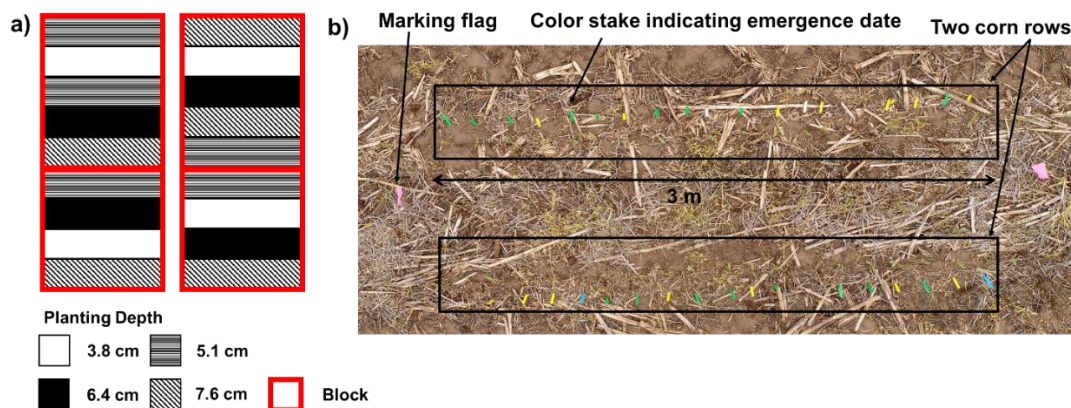 a)
Planting Depth
3.8 cm
5.1 cm
6.4 cm
7.6 cm
Block
b)
Marking flag
Color stake indicating emergence date
Two corn rows
3 m